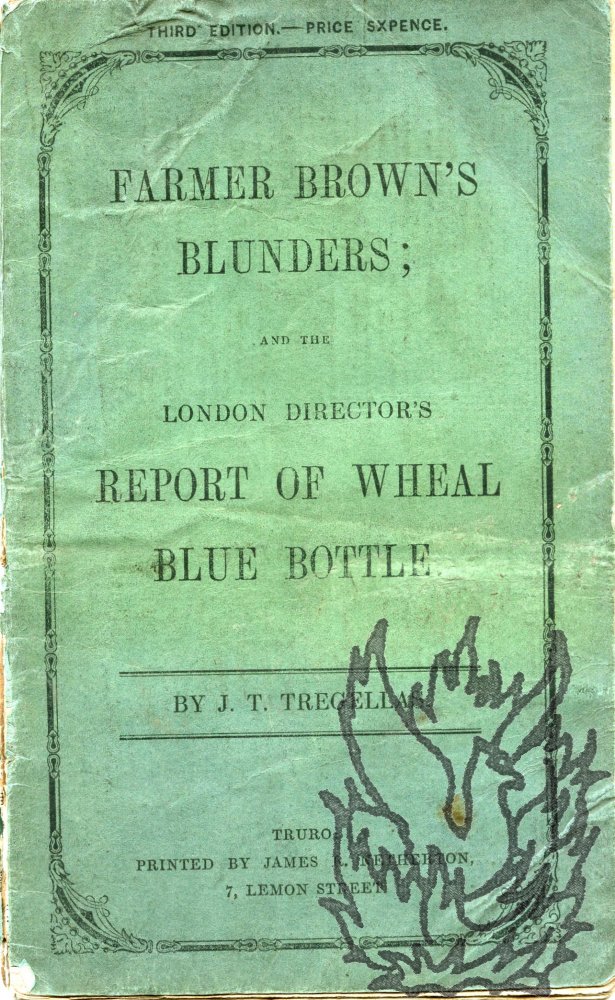 THIRD EDITION.— PRICE SXPENCE.
FARMER BROWN'S
BLUNDERS;
AND THE
LONDON DIRECTOR'S
REPORT OF WHEAL
BLUE BOTTLE.
BY J. T. TREGELLAS.
TRURO:
PRINTED BY JAMES R. NETHERTON,
7, LEMON STREET.